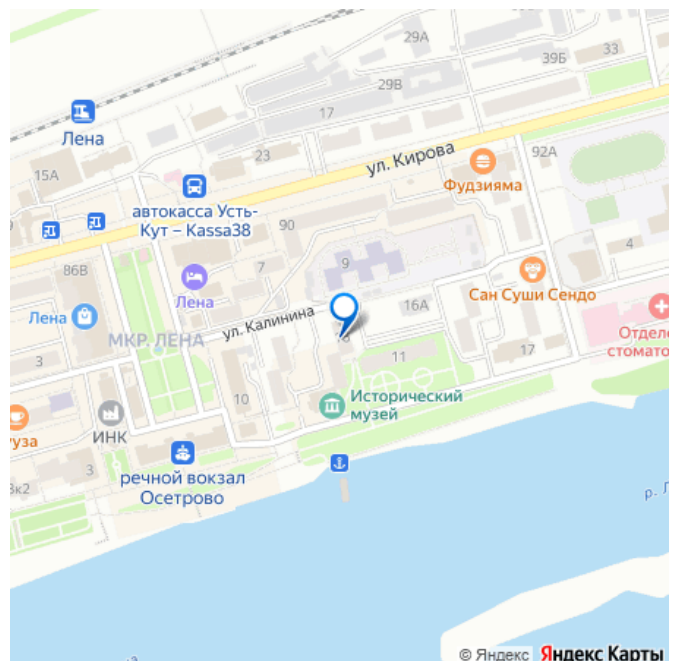 29А
39Б
33
29В
17
Лена
23
ул. Кирова
92А
15А
Фудзияма
автокасса Усть-
Кут – Kassa38
90
4
86В
7
9
Лена
Сан Суши Сендо
16А
Лена
ул. Калинина
МКР. ЛЕНА
Отделе
стомато
3
11
17
10
Исторический
музей
уза
ИНК
3
речной вокзал
Осетрово
3к2
р. Л
© Яндекс Яндекс Карты